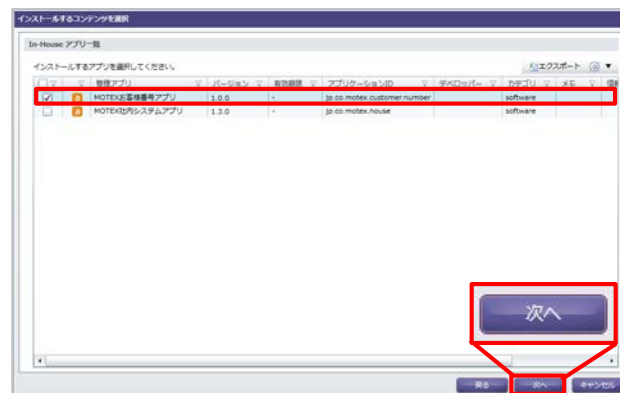 インストールするコンテンツを選択
In-House アプリ一覧
インストールするアプリを選択してください。
エクスポート
管理アプリ バージョン 有効期限 アプリケーションID デベロッパー カテゴリ メモ
MOTEXお客様番号アプリ 1.0.0 - jp.co.motex.customer.number software
MOTEX社内システムアプリ 1.3.0 - jp.co.motex.house software
次へ
戻る 次へ キャンセル